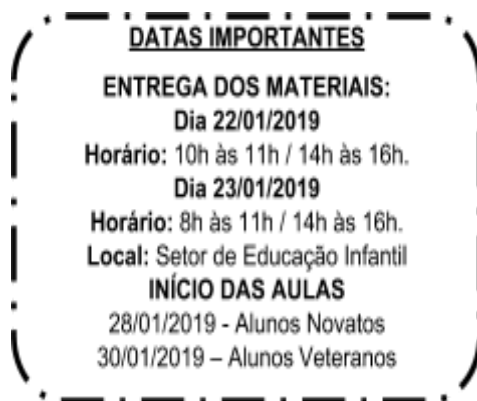 DATAS IMPORTANTES
ENTREGA DOS MATERIAIS:
Dia 22/01/2019
Horário: 10h às 11h / 14h às 16h.
Dia 23/01/2019
Horário: 8h às 11h / 14h às 16h.
Local: Setor de Educação Infantil
INÍCIO DAS AULAS
28/01/2019 - Alunos Novatos
30/01/2019 – Alunos Veteranos